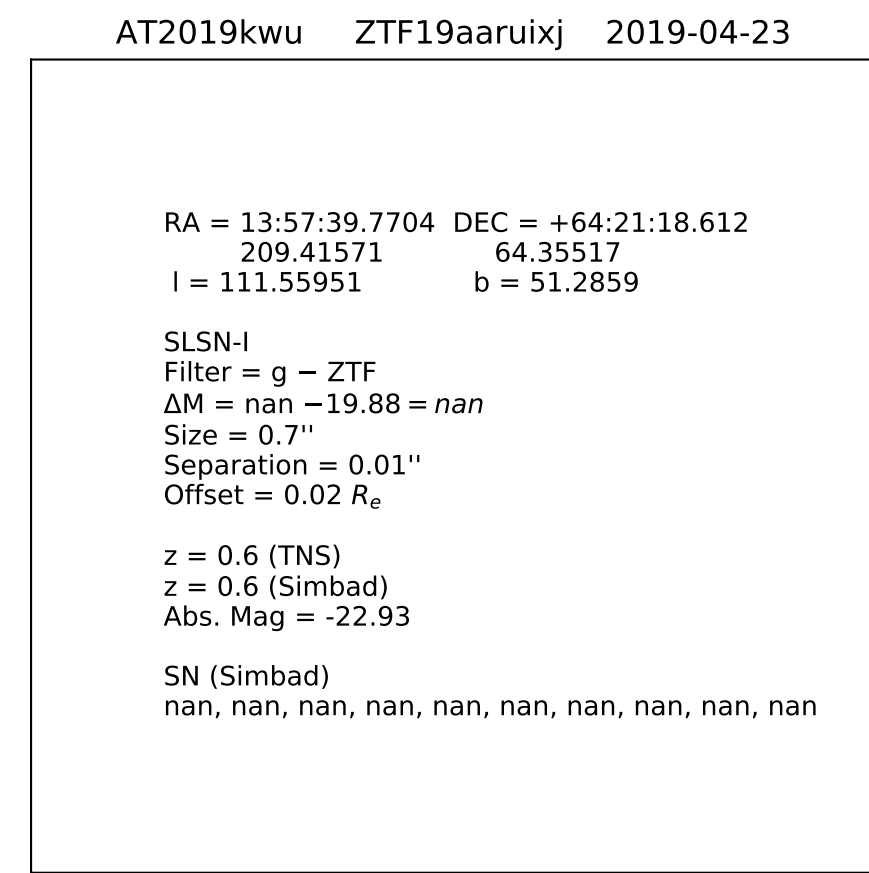 AT2019kwu ZTF19aaruixj 2019-04-23
RA = 13:57:39.7704 DEC = +64:21:18.612
209.41571 64.35517
l = 111.55951 b = 51.2859
SLSN-I
Filter = g − ZTF
ΔM = nan −19.88 = nan
Size = 0.7''
Separation = 0.01''
Offset = 0.02 Rₑ
z = 0.6 (TNS)
z = 0.6 (Simbad)
Abs. Mag = -22.93
SN (Simbad)
nan, nan, nan, nan, nan, nan, nan, nan, nan, nan